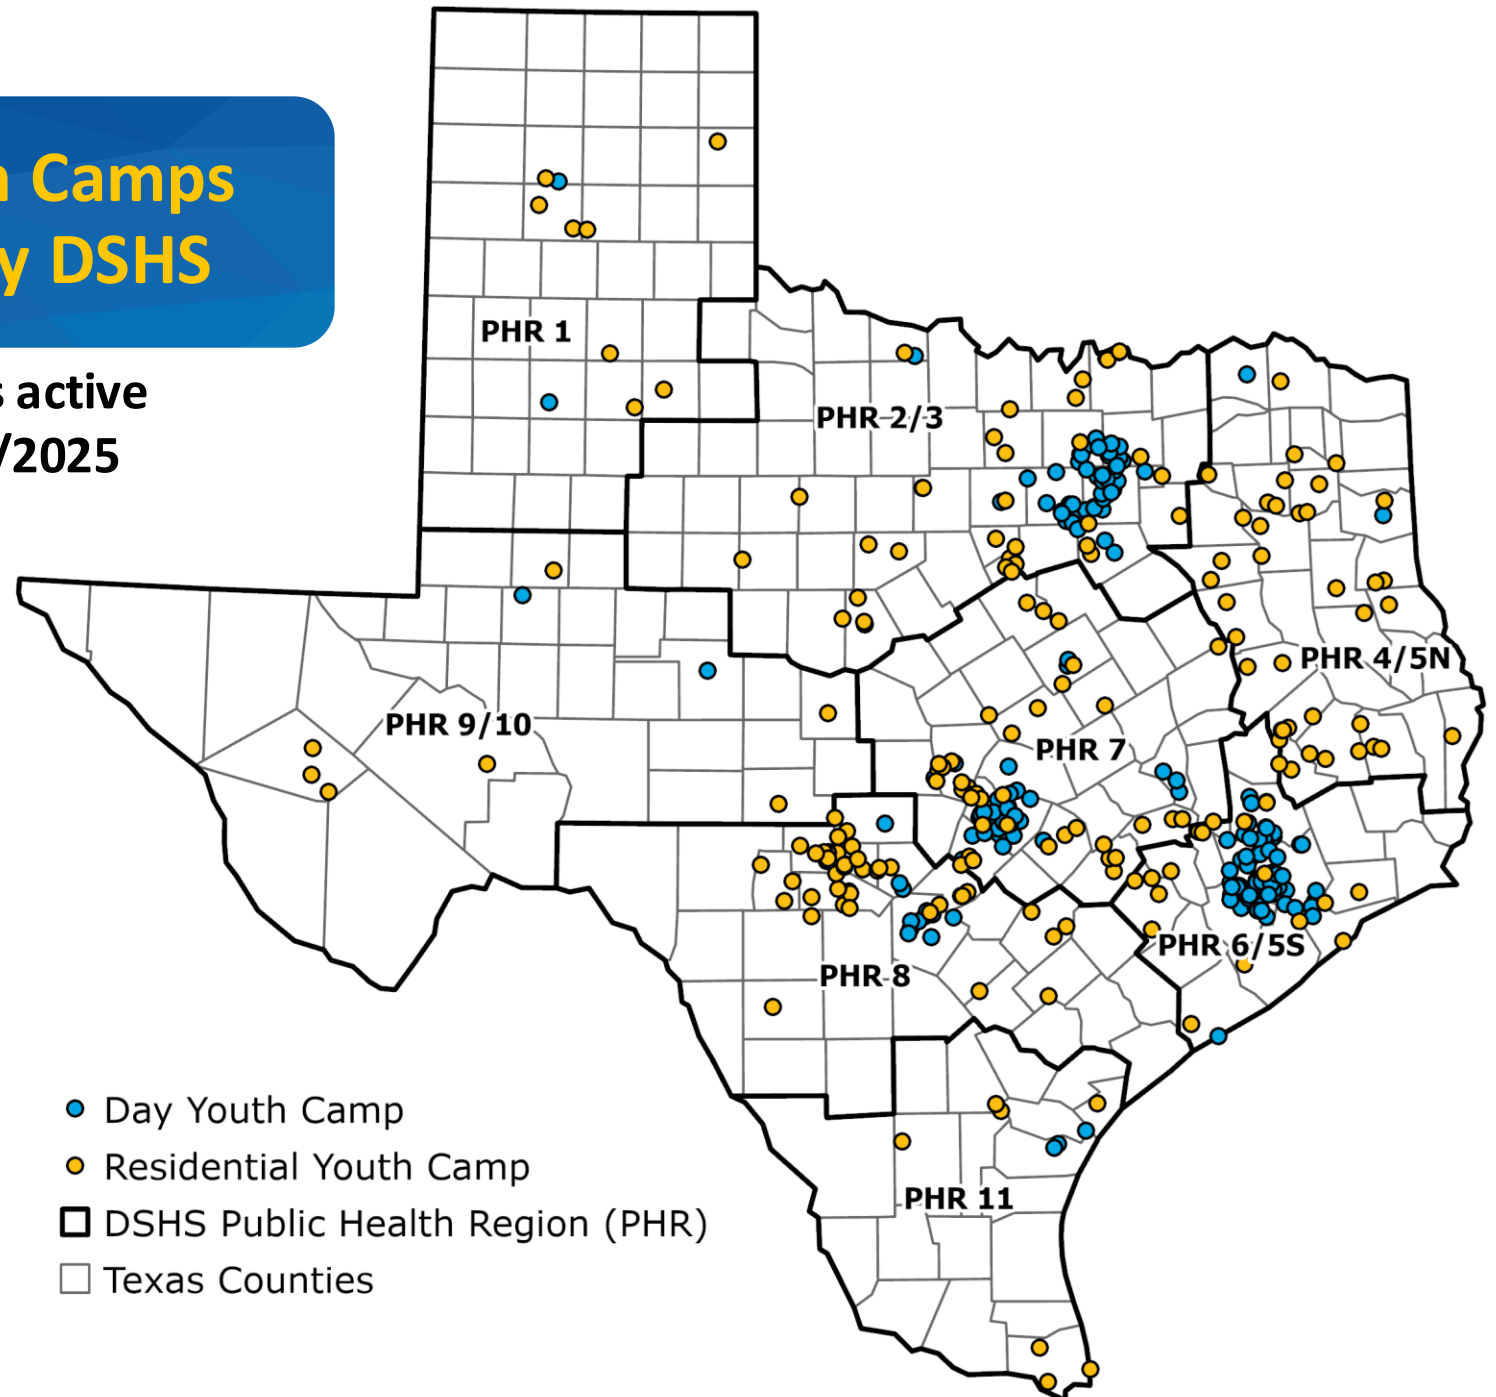 Camps
DSHS
active
/2025
PHR 1
PHR 2/3
PHR 4/5N
PHR 9/10
PHR 7
PHR 6/5S
PHR 8
PHR 11
Day Youth Camp
Residential Youth Camp
DSHS Public Health Region (PHR)
Texas Counties